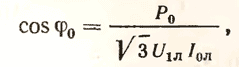 cos φ₀ = P₀ / (√3 U₁л I₀л) ,